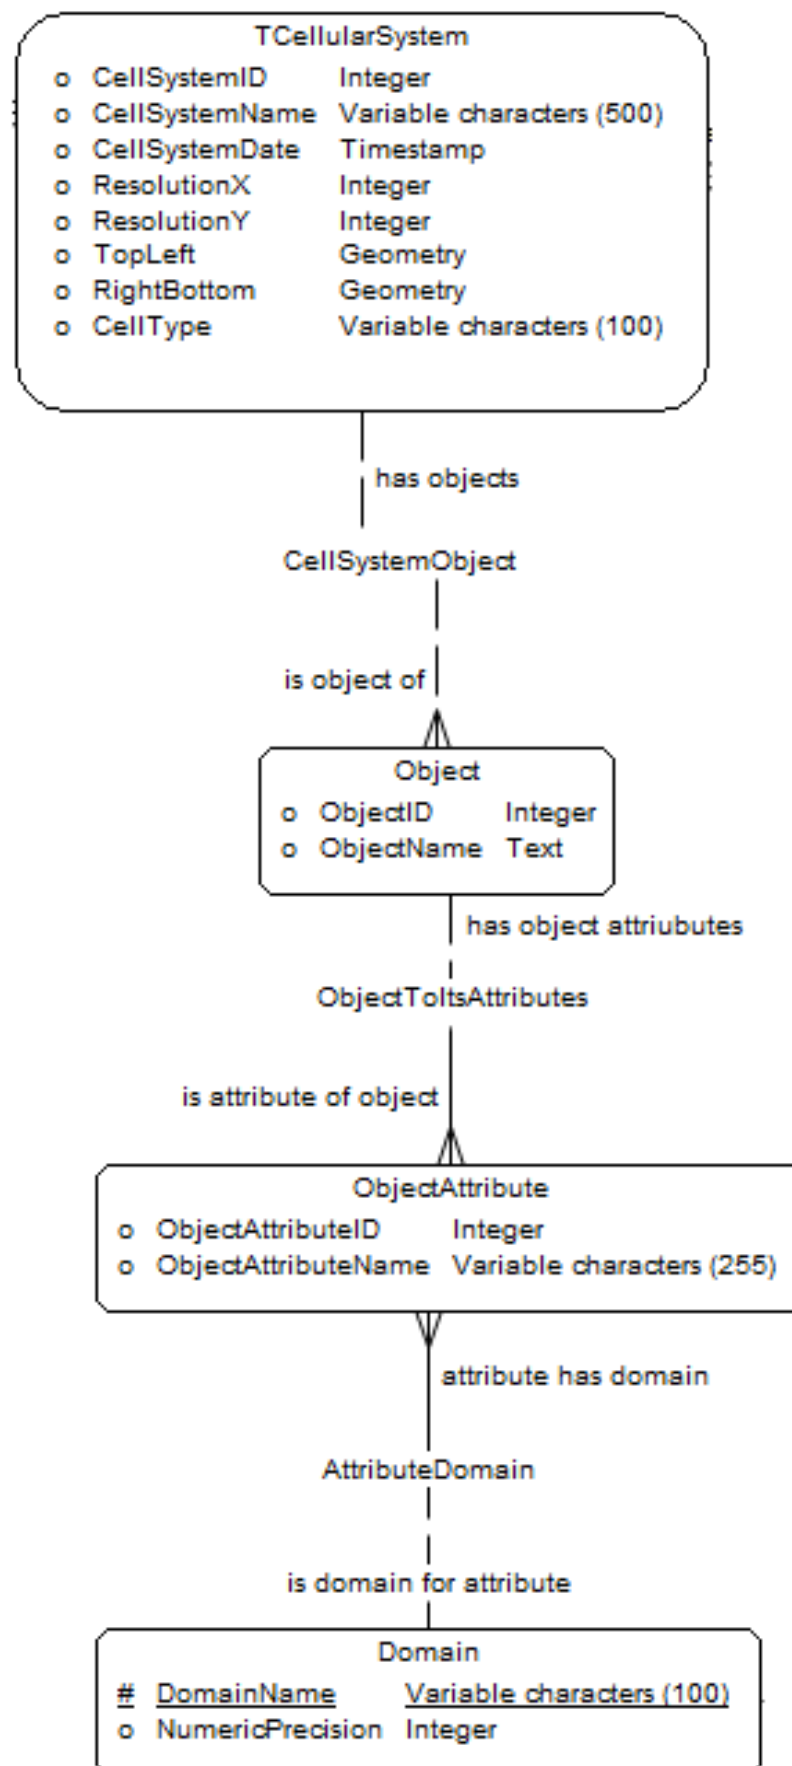 TCellularSystem
o CellSystemID Integer
o CellSystemName Variable characters (500)
o CellSystemDate Timestamp
o ResolutionX Integer
o ResolutionY Integer
o TopLeft Geometry
o RightBottom Geometry
o CellType Variable characters (100)
has objects
CellSystemObject
is object of
Object
o ObjectID Integer
o ObjectName Text
has object attriubutes
ObjectToItsAttributes
is attribute of object
ObjectAttribute
o ObjectAttributeID Integer
o ObjectAttributeName Variable characters (255)
attribute has domain
AttributeDomain
is domain for attribute
Domain
# DomainName Variable characters (100)
o NumericPrecision Integer